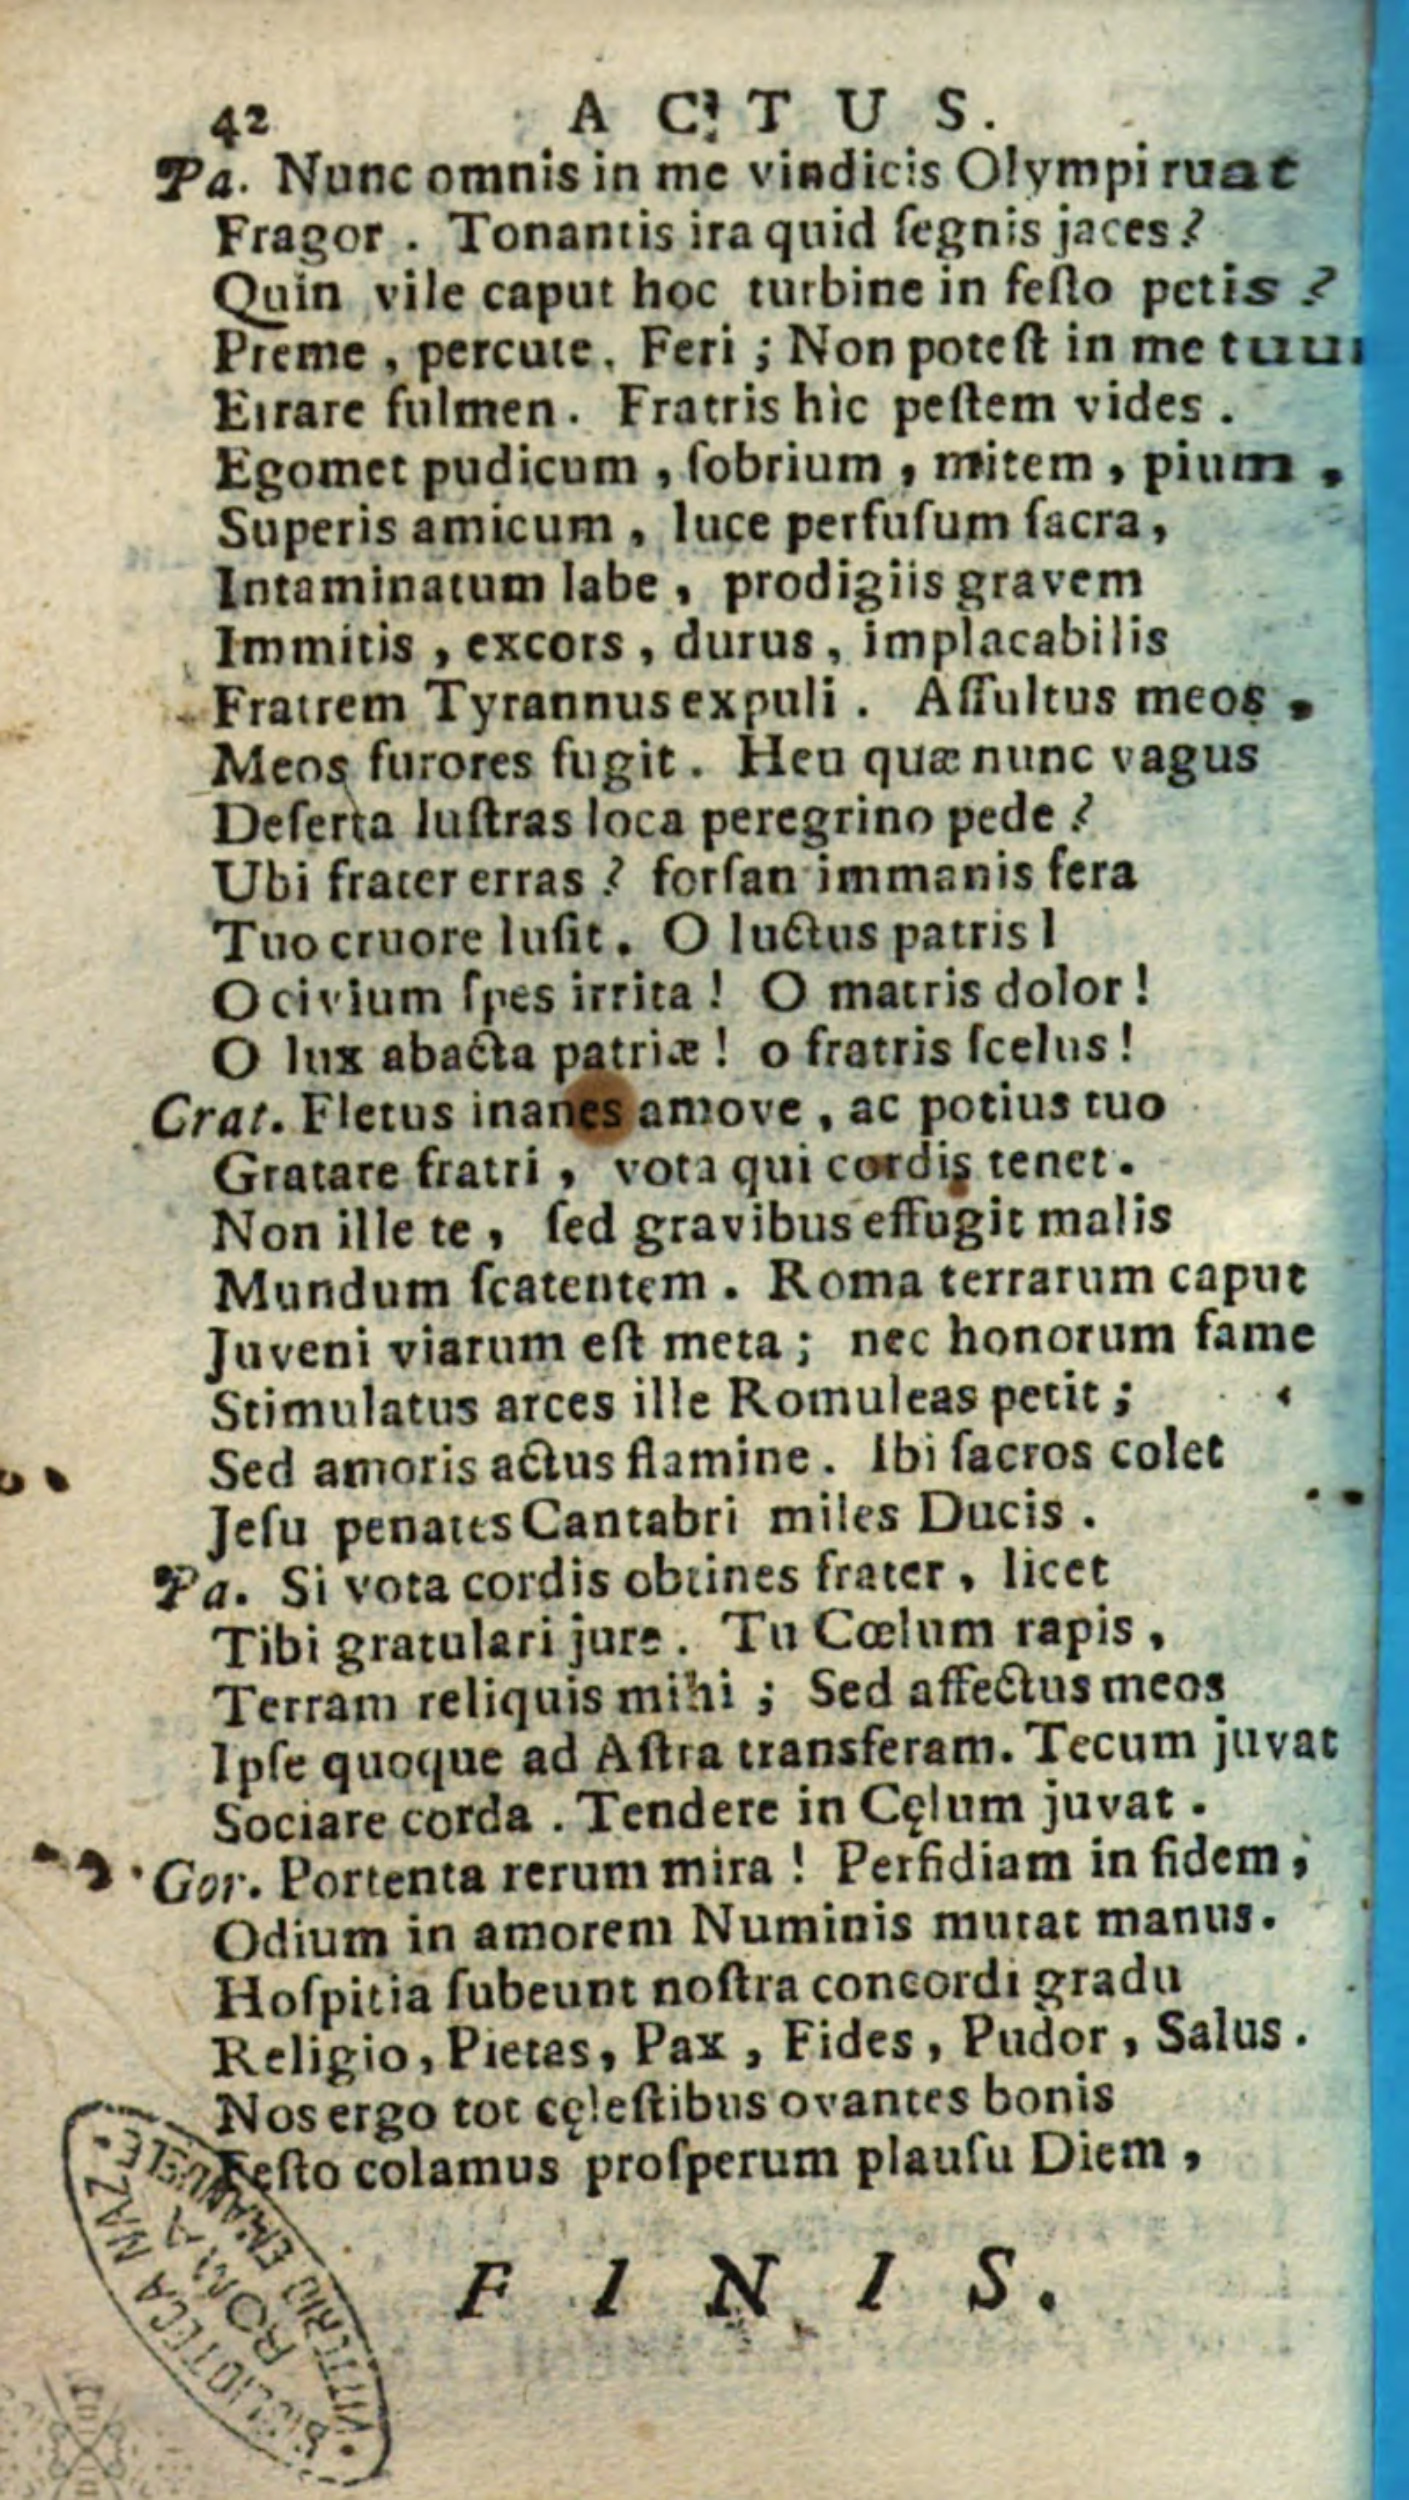 42 ACTUS.
Pa. Nunc omnis in me vindicis Olympi ruat
Fragor . Tonantis ira quid ſegnis jaces ?
Quin vile caput hoc turbine in feſto petis ?
Preme , percute . Feri ; Non poteſt in me tuu
Errare fulmen . Fratris hìc peſtem vides .
Egomet pudicum , ſobrium , mitem , pium ,
Superis amicum , luce perfuſum ſacra ,
Intaminatum labe , prodigiis gravem
Immitis , excors , durus , implacabilis
Fratrem Tyrannus expuli . Aſſultus meos ,
Meos furores fugit . Heu quæ nunc vagus
Deſerta luſtras loca peregrino pede ?
Ubi frater erras ? forſan immanis fera
Tuo cruore luſit . O luctus patris !
O civium ſpes irrita ! O matris dolor !
O lux abacta patriæ ! o fratris ſcelus !
Crat. Fletus inanes amove , ac potius tuo
Gratare fratri , vota qui cordis tenet .
Non ille te , ſed gravibus effugit malis
Mundum ſcatentem . Roma terrarum caput
Juveni viarum eſt meta ; nec honorum fame
Stimulatus arces ille Romuleas petit ;
Sed amoris actus flamine . Ibi ſacros colet
Jeſu penates Cantabri miles Ducis .
Pa. Si vota cordis obtines frater , licet
Tibi gratulari jure . Tu Cœlum rapis ,
Terram reliquis mihi ; Sed affectus meos
Ipſe quoque ad Aſtra transferam. Tecum juvat
Sociare corda . Tendere in Cęlum juvat .
Gor. Portenta rerum mira ! Perfidiam in fidem ;
Odium in amorem Numinis mutat manus .
Hoſpitia ſubeunt noſtra concordi gradu
Religio , Pietas , Pax , Fides , Pudor , Salus .
Nos ergo tot cęleſtibus ovantes bonis
Feſto colamus proſperum plauſu Diem ,
FINIS.
BIBLIOTECA NAZ
ROMA
VITTORIO EMANUELE